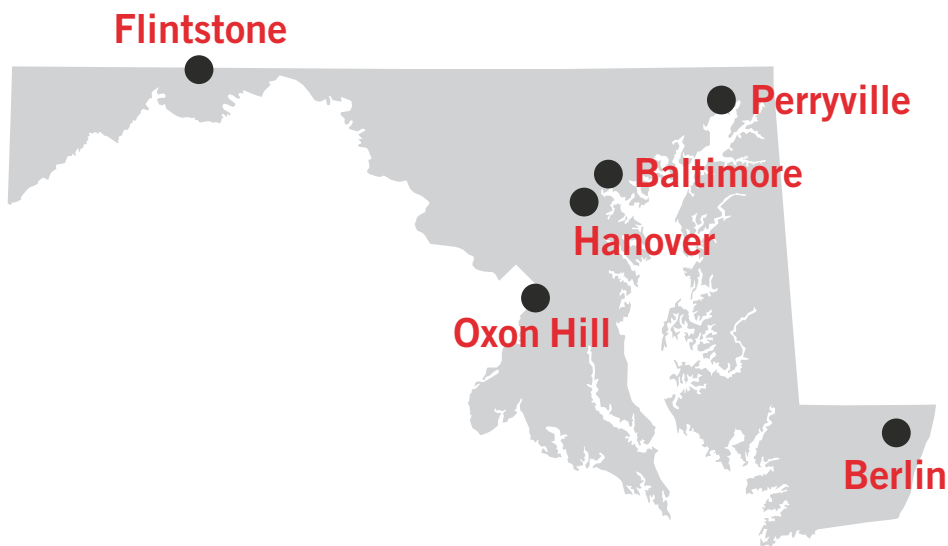 Flintstone
Perryville
Baltimore
Hanover
Oxon Hill
Berlin